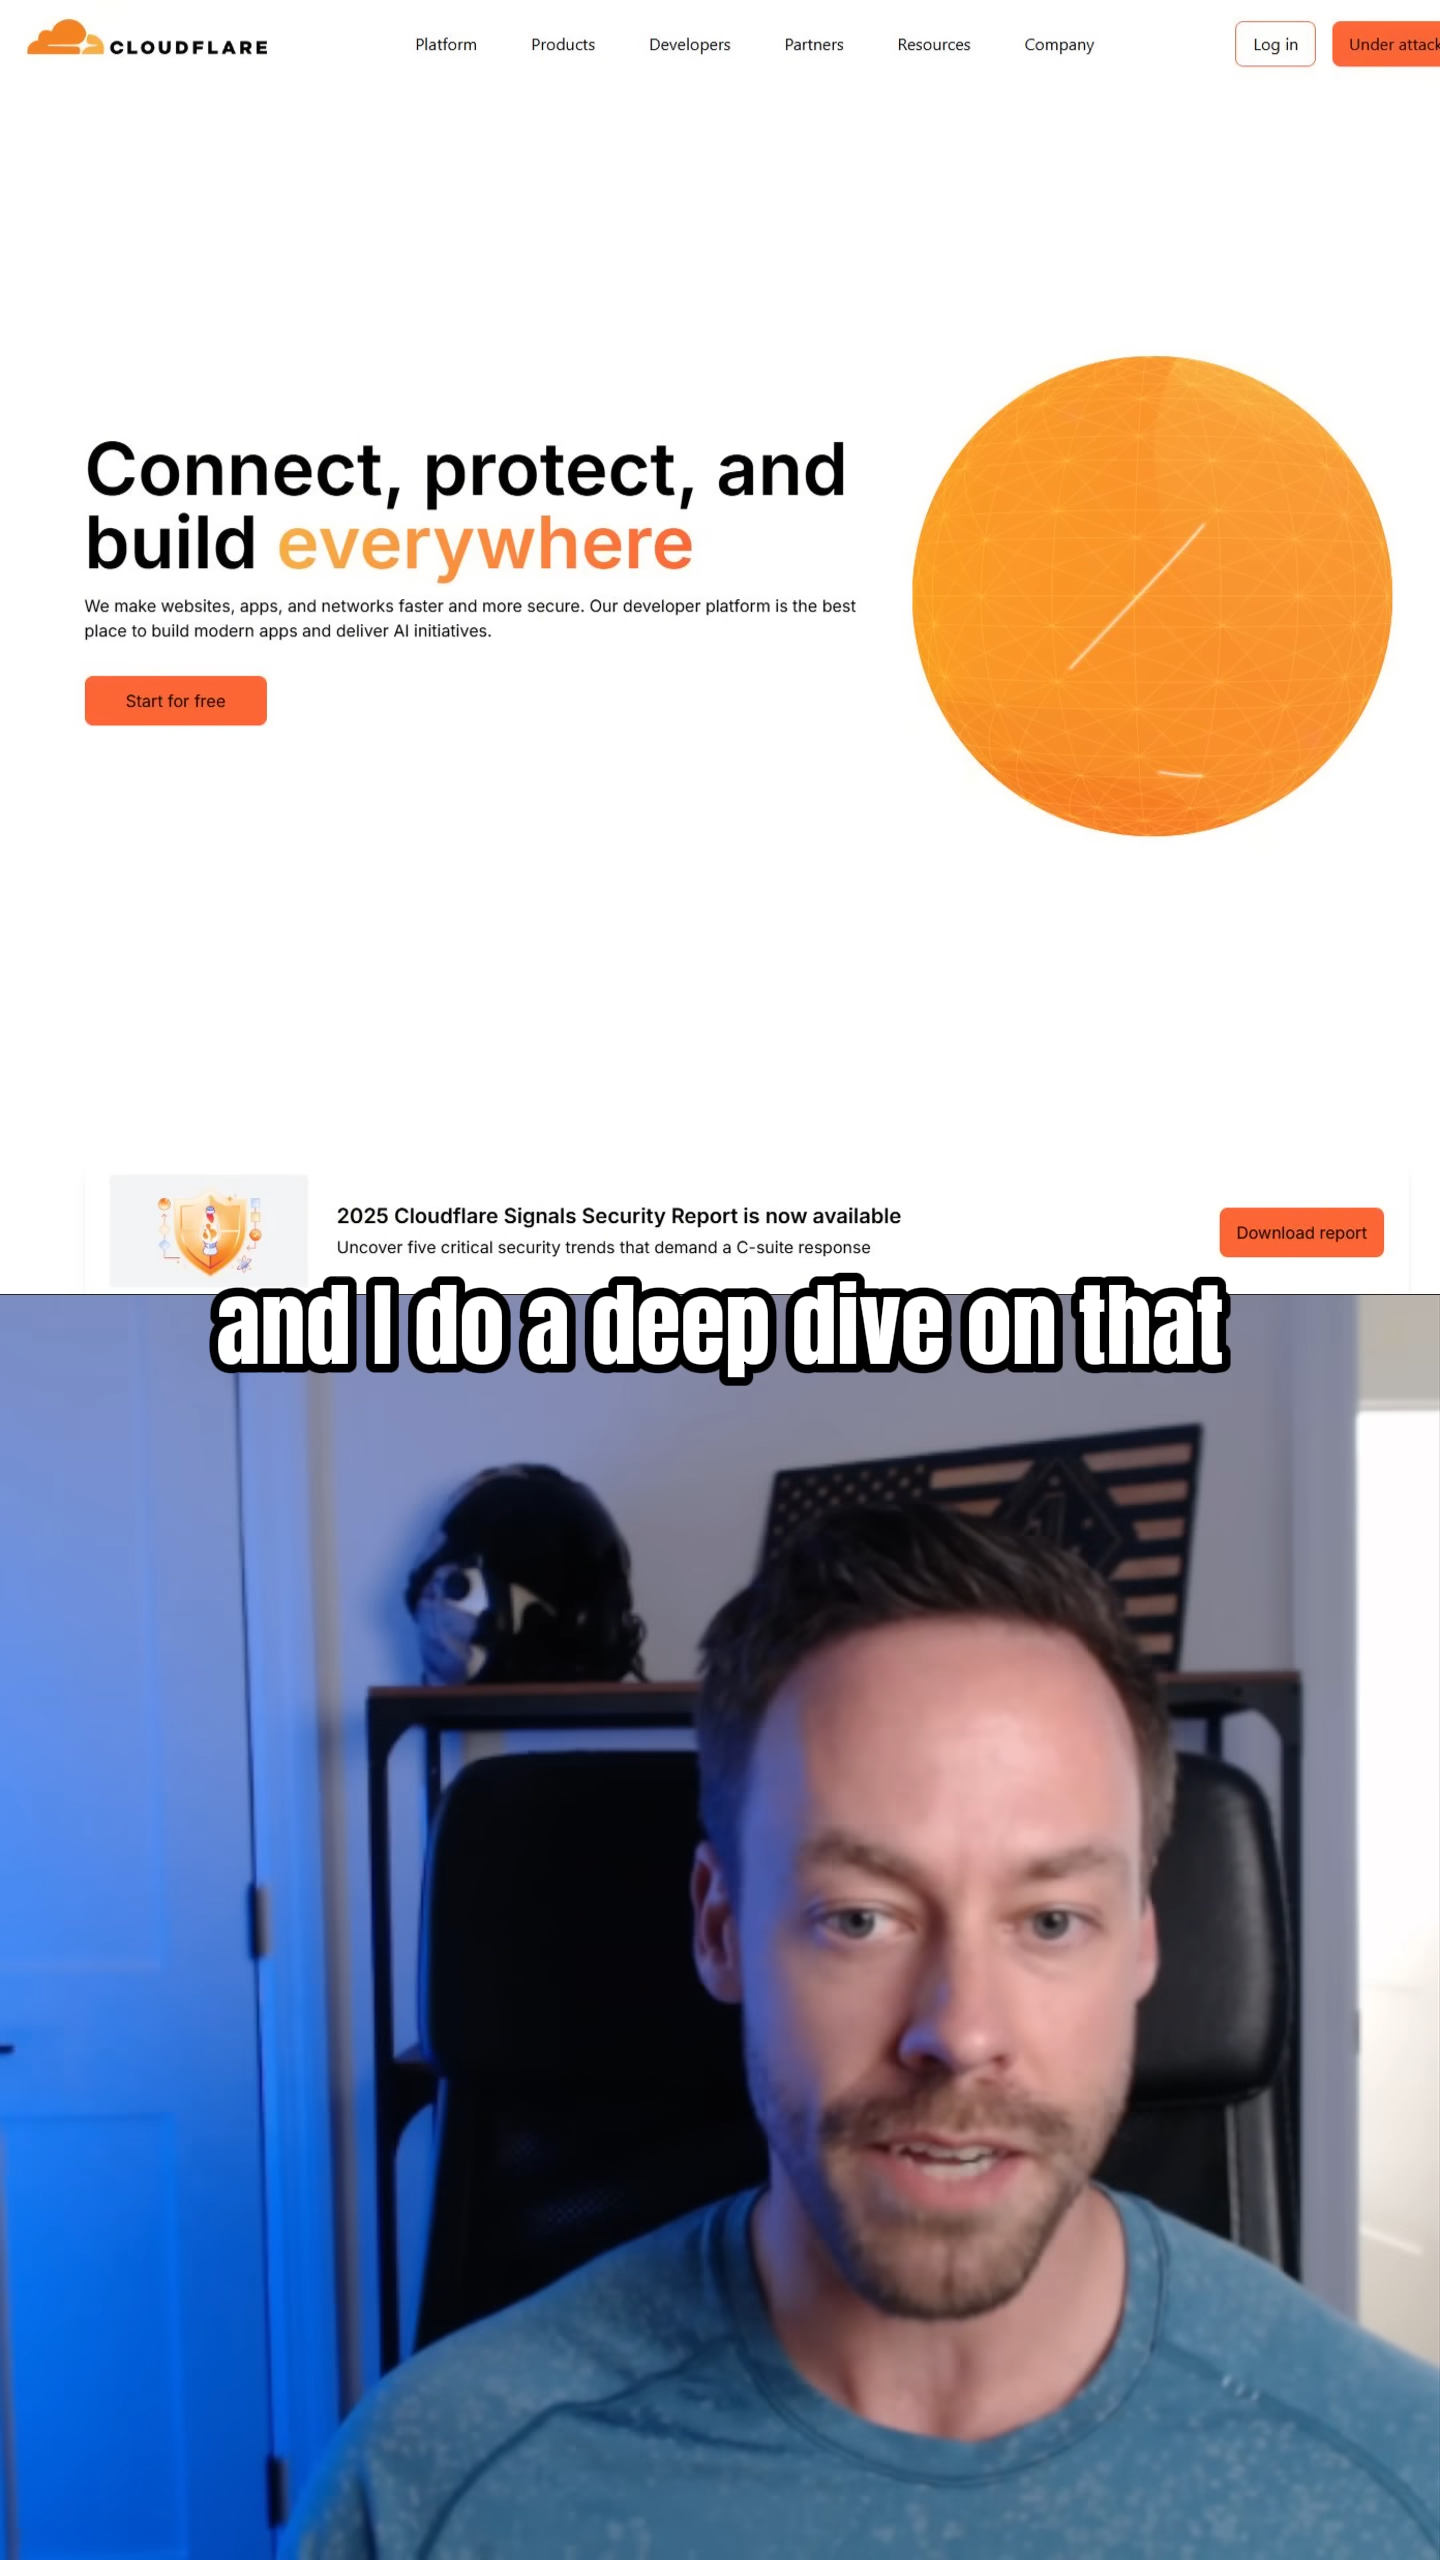 CLOUDFLARE
Platform
Products
Developers
Partners
Resources
Company
Log in
Under attack
Connect, protect, and
build everywhere
We make websites, apps, and networks faster and more secure. Our developer platform is the best
place to build modern apps and deliver AI initiatives.
Start for free
2025 Cloudflare Signals Security Report is now available
Uncover five critical security trends that demand a C-suite response
Download report
and I do a deep dive on that